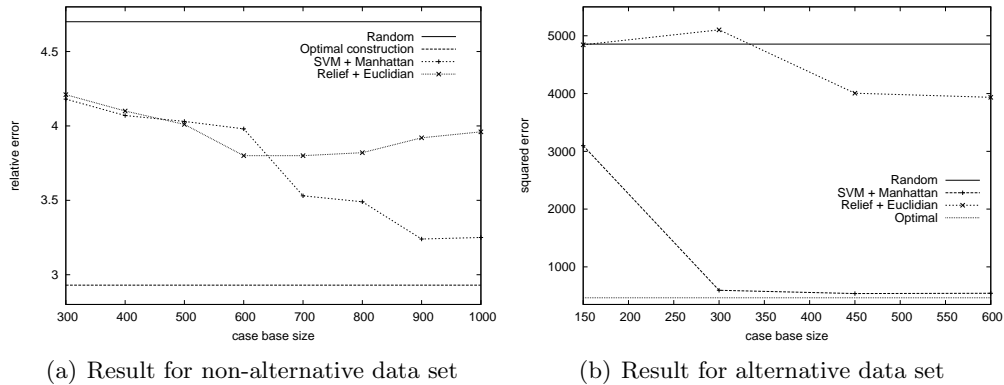 4.5
4
3.5
3
300 400 500 600 700 800 900 1000
relative error
case base size
Random
Optimal construction
SVM + Manhattan
Relief + Euclidian
(a) Result for non-alternative data set
5000
4000
3000
2000
1000
150 200 250 300 350 400 450 500 550 600
squared error
case base size
Random
SVM + Manhattan
Relief + Euclidian
Optimal
(b) Result for alternative data set